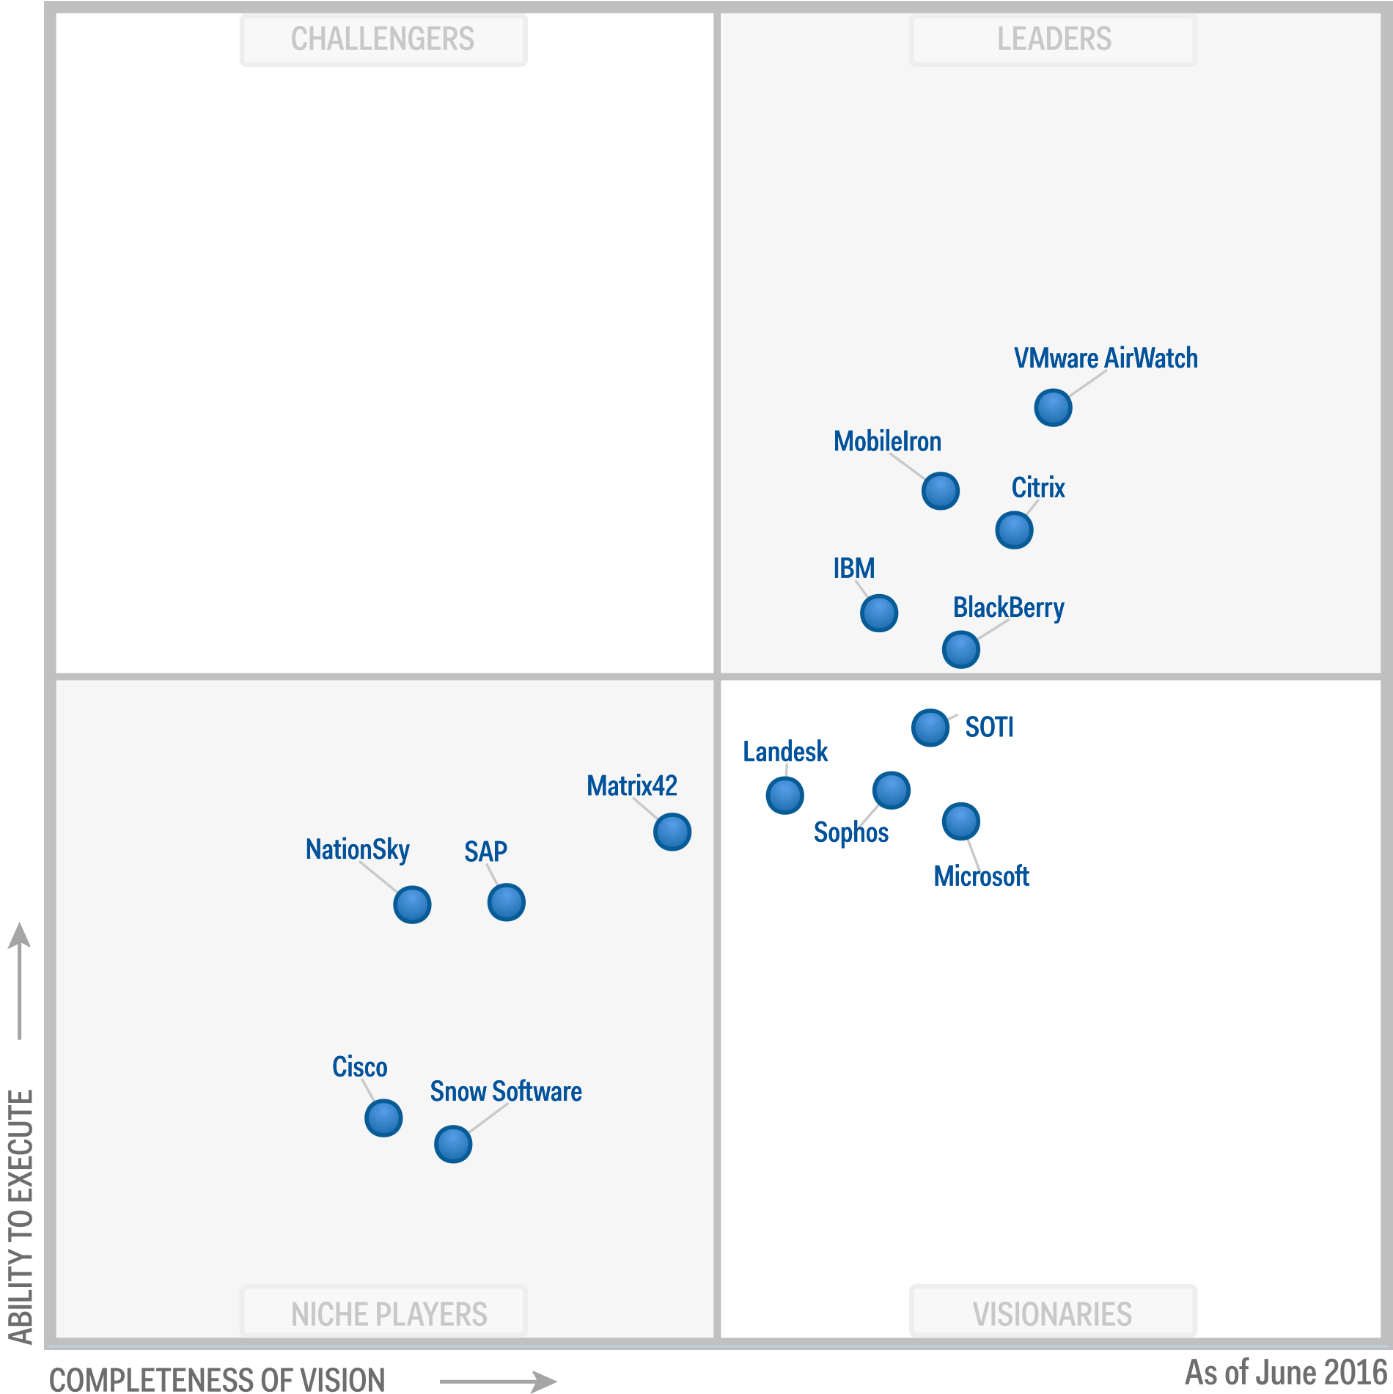 CHALLENGERS
LEADERS
VMware AirWatch
MobileIron
Citrix
IBM
BlackBerry
SOTI
Landesk
Sophos
Microsoft
Matrix42
NationSky
SAP
Cisco
Snow Software
NICHE PLAYERS
VISIONARIES
ABILITY TO EXECUTE
COMPLETENESS OF VISION
As of June 2016